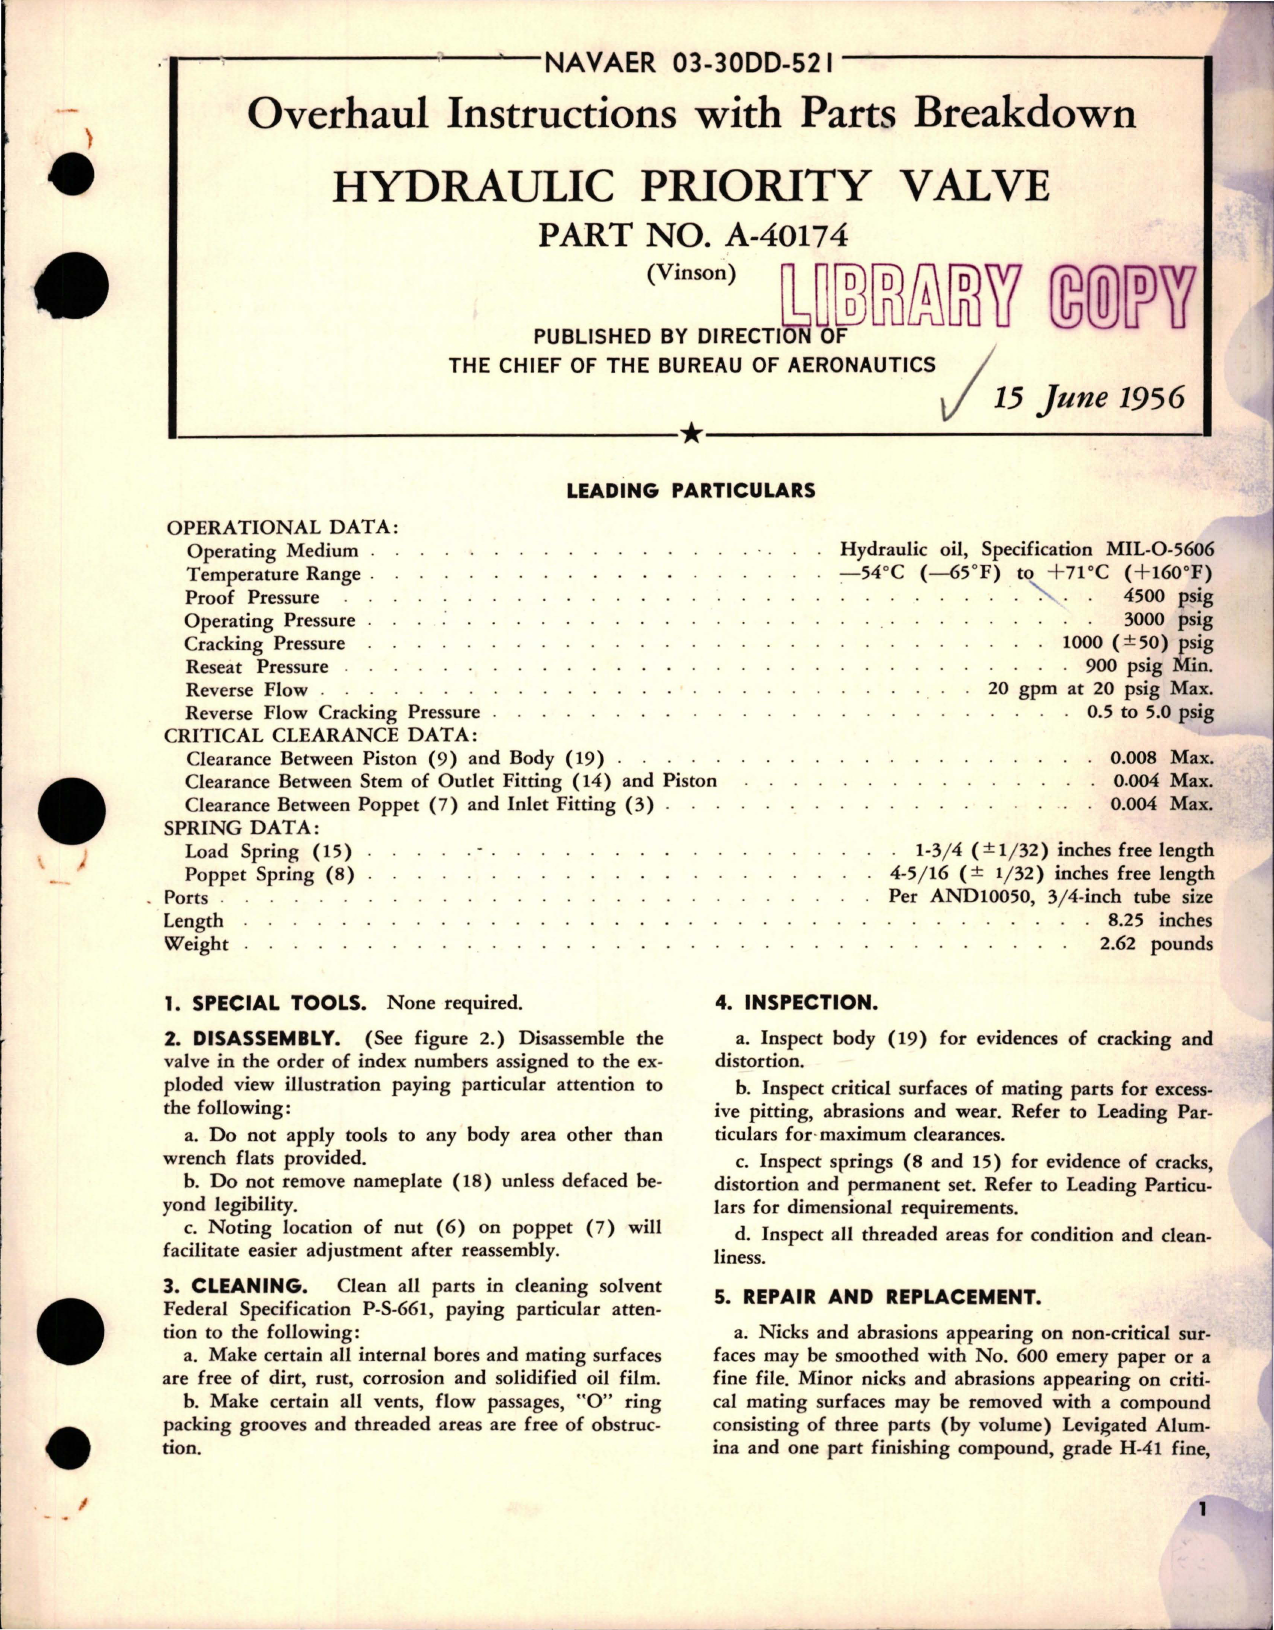 NAVAER 03-30DD-521
Overhaul Instructions with Parts Breakdown
HYDRAULIC PRIORITY VALVE
PART NO. A-40174
(Vinson)
LIBRARY COPY
PUBLISHED BY DIRECTION OF
THE CHIEF OF THE BUREAU OF AERONAUTICS
15 June 1956
LEADING PARTICULARS
OPERATIONAL DATA:
Operating Medium . . . . . . . . . . . . . . . . . . . . . . Hydraulic oil, Specification MIL-O-5606
Temperature Range . . . . . . . . . . . . . . . . . . . . . . —54°C (—65°F) to +71°C (+160°F)
Proof Pressure . . . . . . . . . . . . . . . . . . . . . . 4500 psig
Operating Pressure . . . . . . . . . . . . . . . . . . . . . . 3000 psig
Cracking Pressure . . . . . . . . . . . . . . . . . . . . . . 1000 (±50) psig
Reseat Pressure . . . . . . . . . . . . . . . . . . . . . . 900 psig Min.
Reverse Flow . . . . . . . . . . . . . . . . . . . . . . 20 gpm at 20 psig Max.
Reverse Flow Cracking Pressure . . . . . . . . . . . . . . . . . . . . . . 0.5 to 5.0 psig
CRITICAL CLEARANCE DATA:
Clearance Between Piston (9) and Body (19) . . . . . . . . . . . . . . . . . . . . . . 0.008 Max.
Clearance Between Stem of Outlet Fitting (14) and Piston . . . . . . . . . . . . . . . . . . 0.004 Max.
Clearance Between Poppet (7) and Inlet Fitting (3) . . . . . . . . . . . . . . . . . . . . . 0.004 Max.
SPRING DATA:
Load Spring (15) . . . . . . . . . . . . . . . . . . . . . . 1-3/4 (±1/32) inches free length
Poppet Spring (8) . . . . . . . . . . . . . . . . . . . . . . 4-5/16 (± 1/32) inches free length
Ports . . . . . . . . . . . . . . . . . . . . . . Per AND10050, 3/4-inch tube size
Length . . . . . . . . . . . . . . . . . . . . . . 8.25 inches
Weight . . . . . . . . . . . . . . . . . . . . . . 2.62 pounds
1. SPECIAL TOOLS. None required.
2. DISASSEMBLY. (See figure 2.) Disassemble the
valve in the order of index numbers assigned to the ex-
ploded view illustration paying particular attention to
the following:
a. Do not apply tools to any body area other than
wrench flats provided.
b. Do not remove nameplate (18) unless defaced be-
yond legibility.
c. Noting location of nut (6) on poppet (7) will
facilitate easier adjustment after reassembly.
3. CLEANING. Clean all parts in cleaning solvent
Federal Specification P-S-661, paying particular atten-
tion to the following:
a. Make certain all internal bores and mating surfaces
are free of dirt, rust, corrosion and solidified oil film.
b. Make certain all vents, flow passages, "O" ring
packing grooves and threaded areas are free of obstruc-
tion.
4. INSPECTION.
a. Inspect body (19) for evidences of cracking and
distortion.
b. Inspect critical surfaces of mating parts for excess-
ive pitting, abrasions and wear. Refer to Leading Par-
ticulars for maximum clearances.
c. Inspect springs (8 and 15) for evidence of cracks,
distortion and permanent set. Refer to Leading Particu-
lars for dimensional requirements.
d. Inspect all threaded areas for condition and clean-
liness.
5. REPAIR AND REPLACEMENT.
a. Nicks and abrasions appearing on non-critical sur-
faces may be smoothed with No. 600 emery paper or a
fine file. Minor nicks and abrasions appearing on criti-
cal mating surfaces may be removed with a compound
consisting of three parts (by volume) Levigated Alum-
ina and one part finishing compound, grade H-41 fine,
1